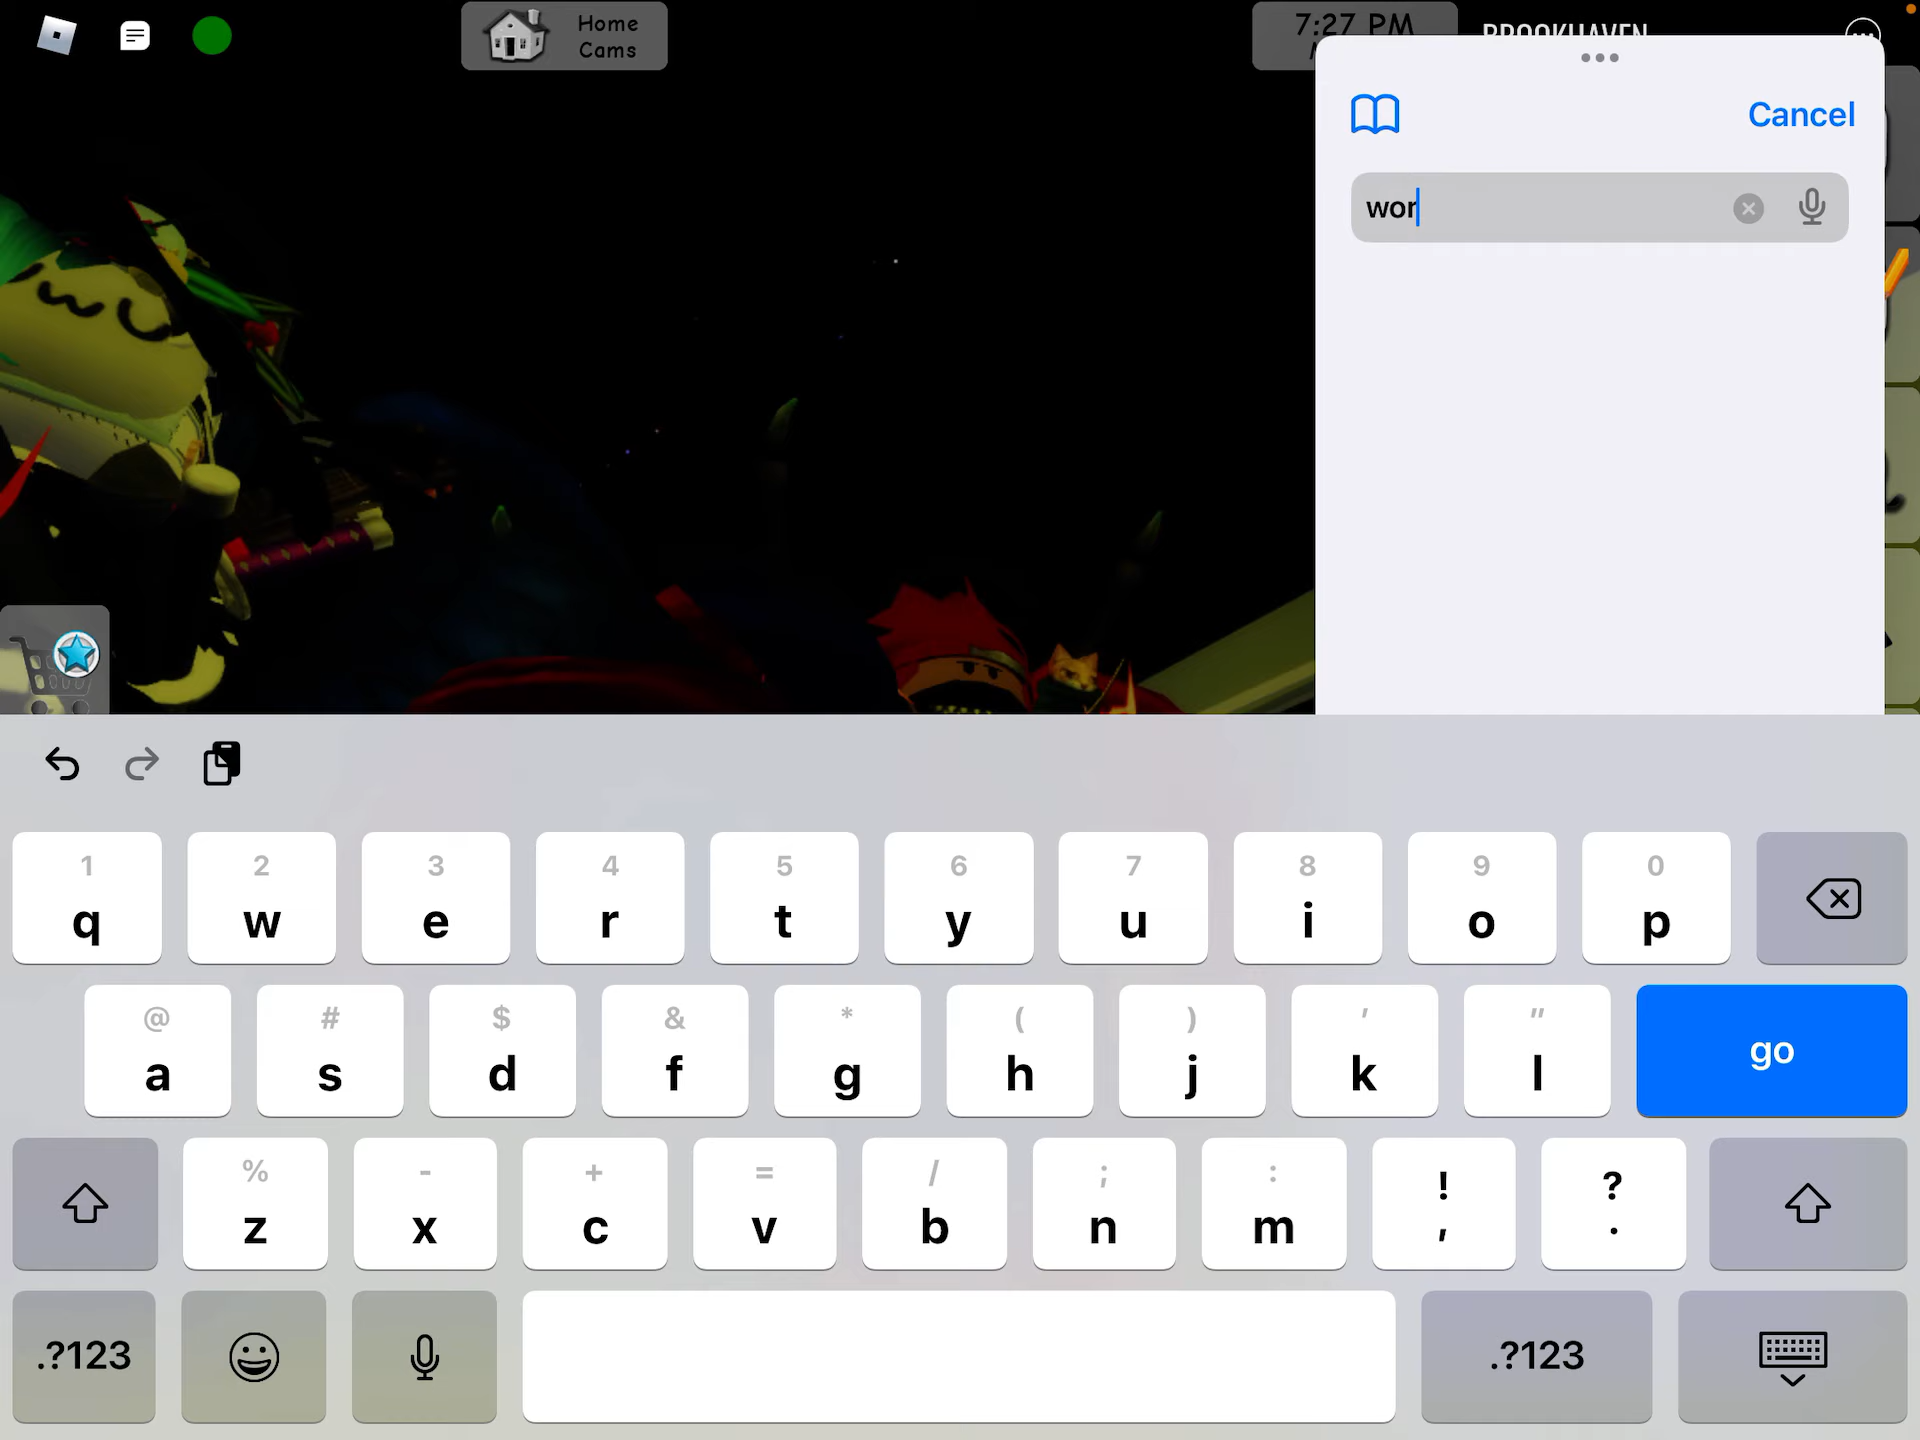 Home
Cams
7:27 PM
BROOKHAVEN
Cancel
wor
1 2 3 4 5 6 7 8 9 0
q w e r t y u i o p
@ # $ & * ( ) ' "
a s d f g h j k l go
% - + = / ; : ! ?
z x c v b n m , .
.?123 .?123